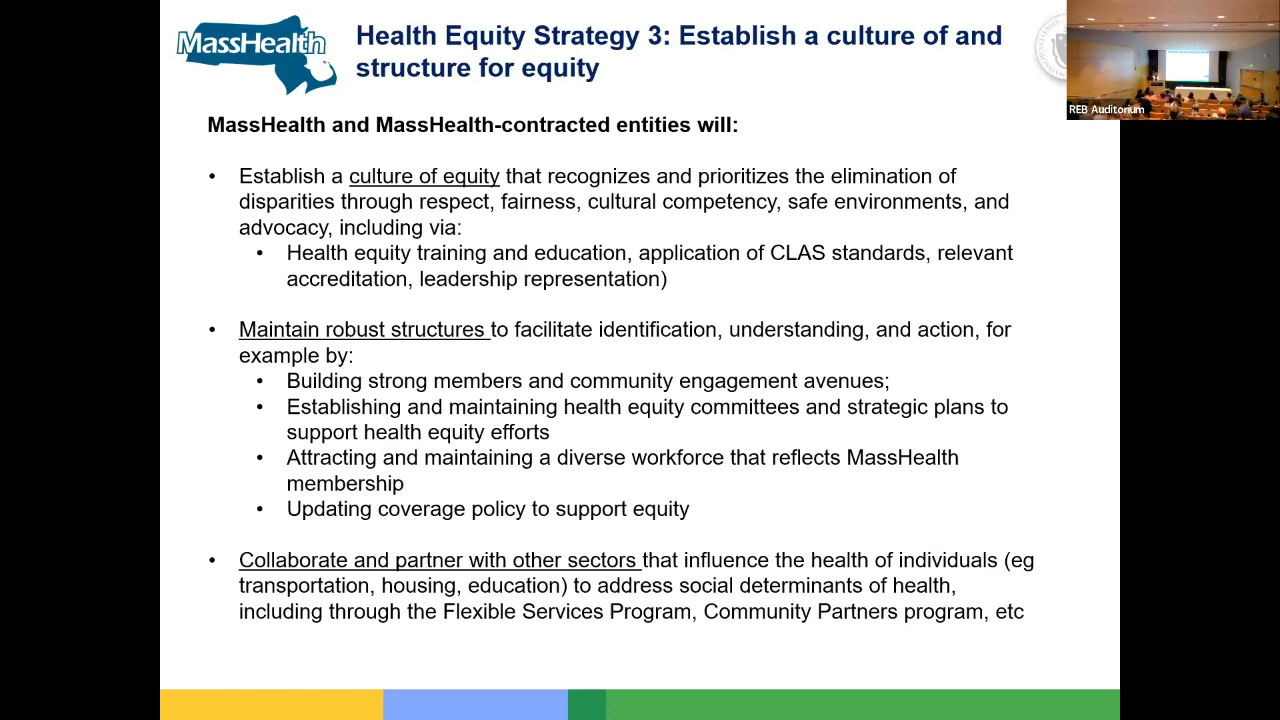 MassHealth
Health Equity Strategy 3: Establish a culture of and
structure for equity
REB Auditorium
MassHealth and MassHealth-contracted entities will:
• Establish a culture of equity that recognizes and prioritizes the elimination of
disparities through respect, fairness, cultural competency, safe environments, and
advocacy, including via:
• Health equity training and education, application of CLAS standards, relevant
accreditation, leadership representation)
• Maintain robust structures to facilitate identification, understanding, and action, for
example by:
• Building strong members and community engagement avenues;
• Establishing and maintaining health equity committees and strategic plans to
support health equity efforts
• Attracting and maintaining a diverse workforce that reflects MassHealth
membership
• Updating coverage policy to support equity
• Collaborate and partner with other sectors that influence the health of individuals (eg
transportation, housing, education) to address social determinants of health,
including through the Flexible Services Program, Community Partners program, etc